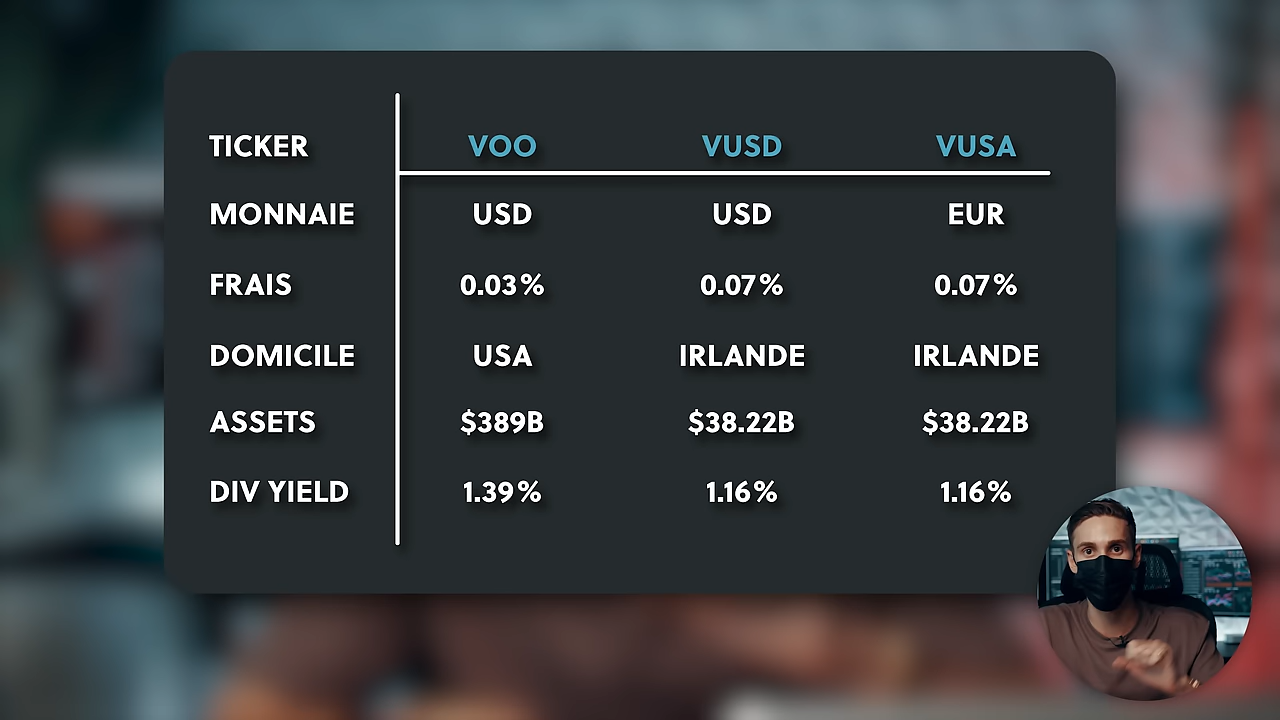 TICKER VOO VUSD VUSA
MONNAIE USD USD EUR
FRAIS 0.03% 0.07% 0.07%
DOMICILE USA IRLANDE IRLANDE
ASSETS $389B $38.22B $38.22B
DIV YIELD 1.39% 1.16% 1.16%